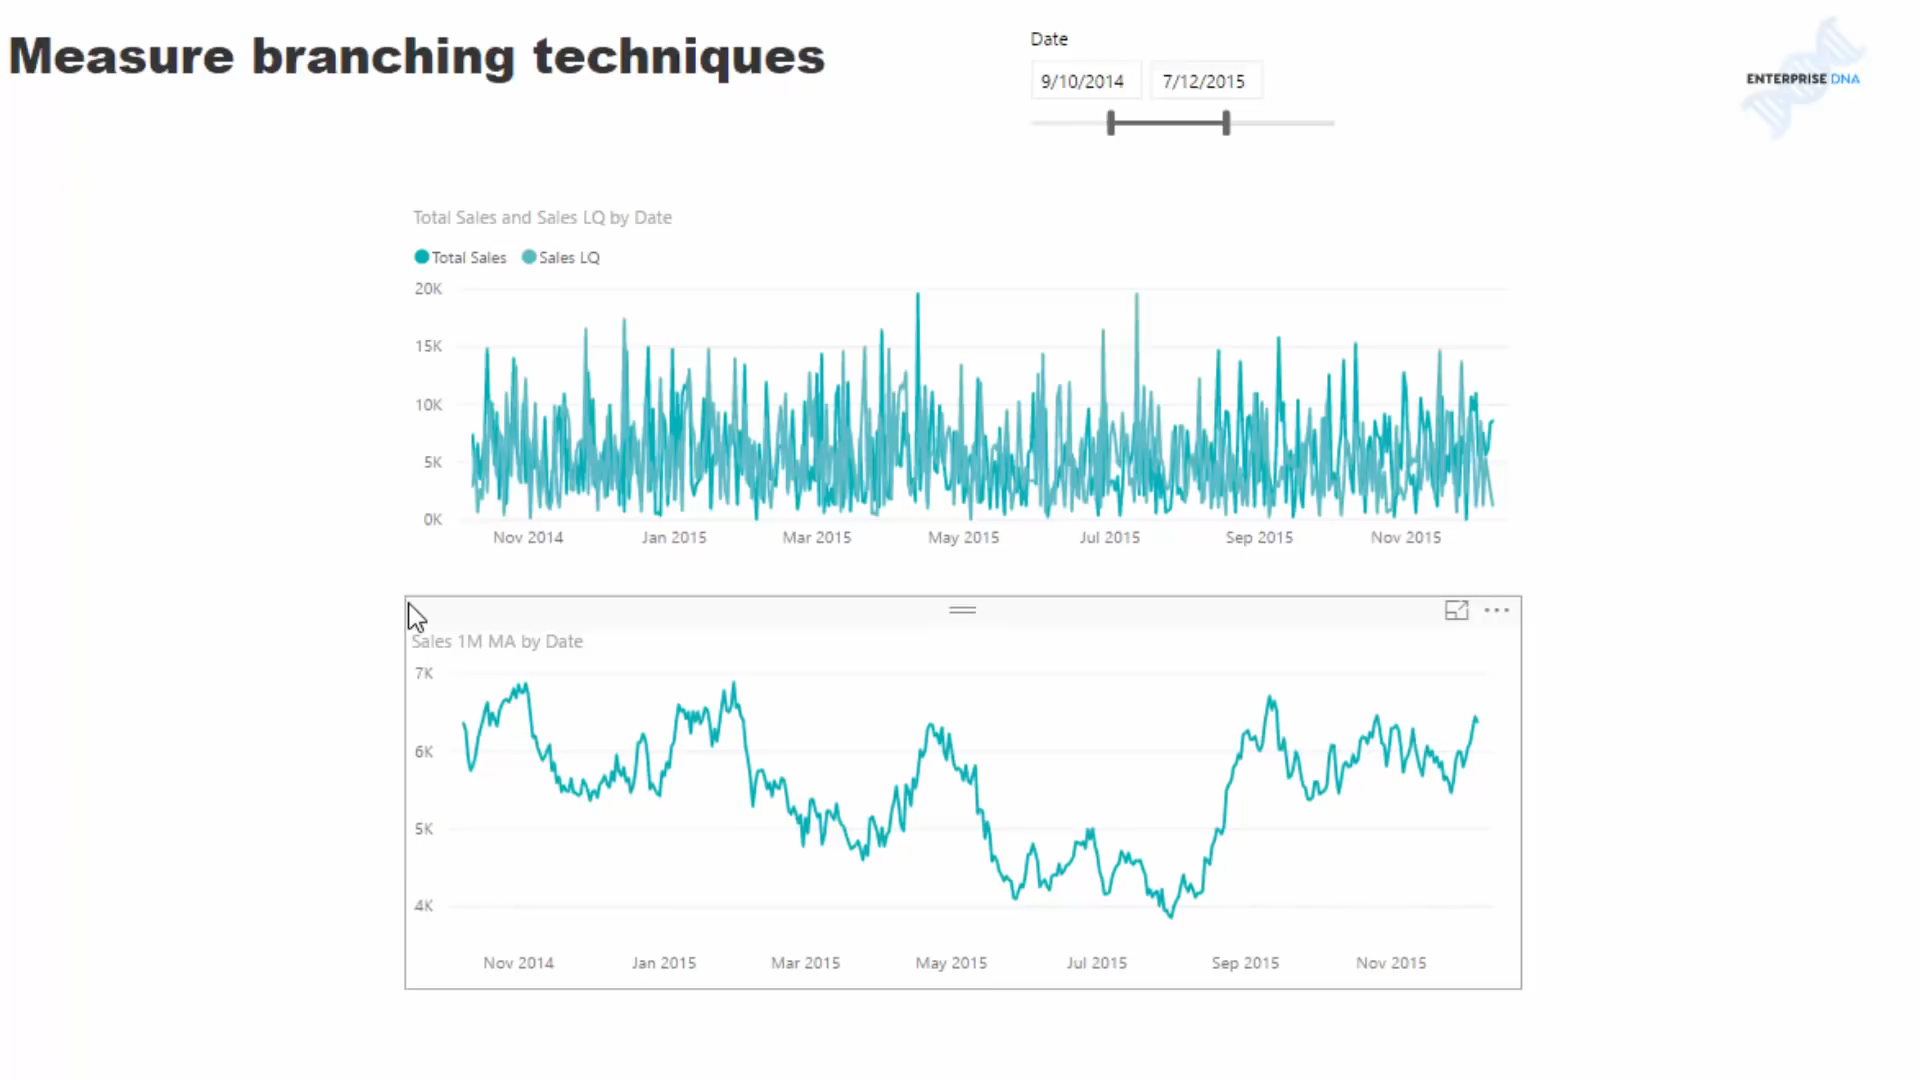 Measure branching techniques
Date
9/10/2014 7/12/2015
ENTERPRISE DNA
Total Sales and Sales LQ by Date
Total Sales Sales LQ
20K
15K
10K
5K
0K
Nov 2014 Jan 2015 Mar 2015 May 2015 Jul 2015 Sep 2015 Nov 2015
Sales 1M MA by Date
7K
6K
5K
4K
Nov 2014 Jan 2015 Mar 2015 May 2015 Jul 2015 Sep 2015 Nov 2015